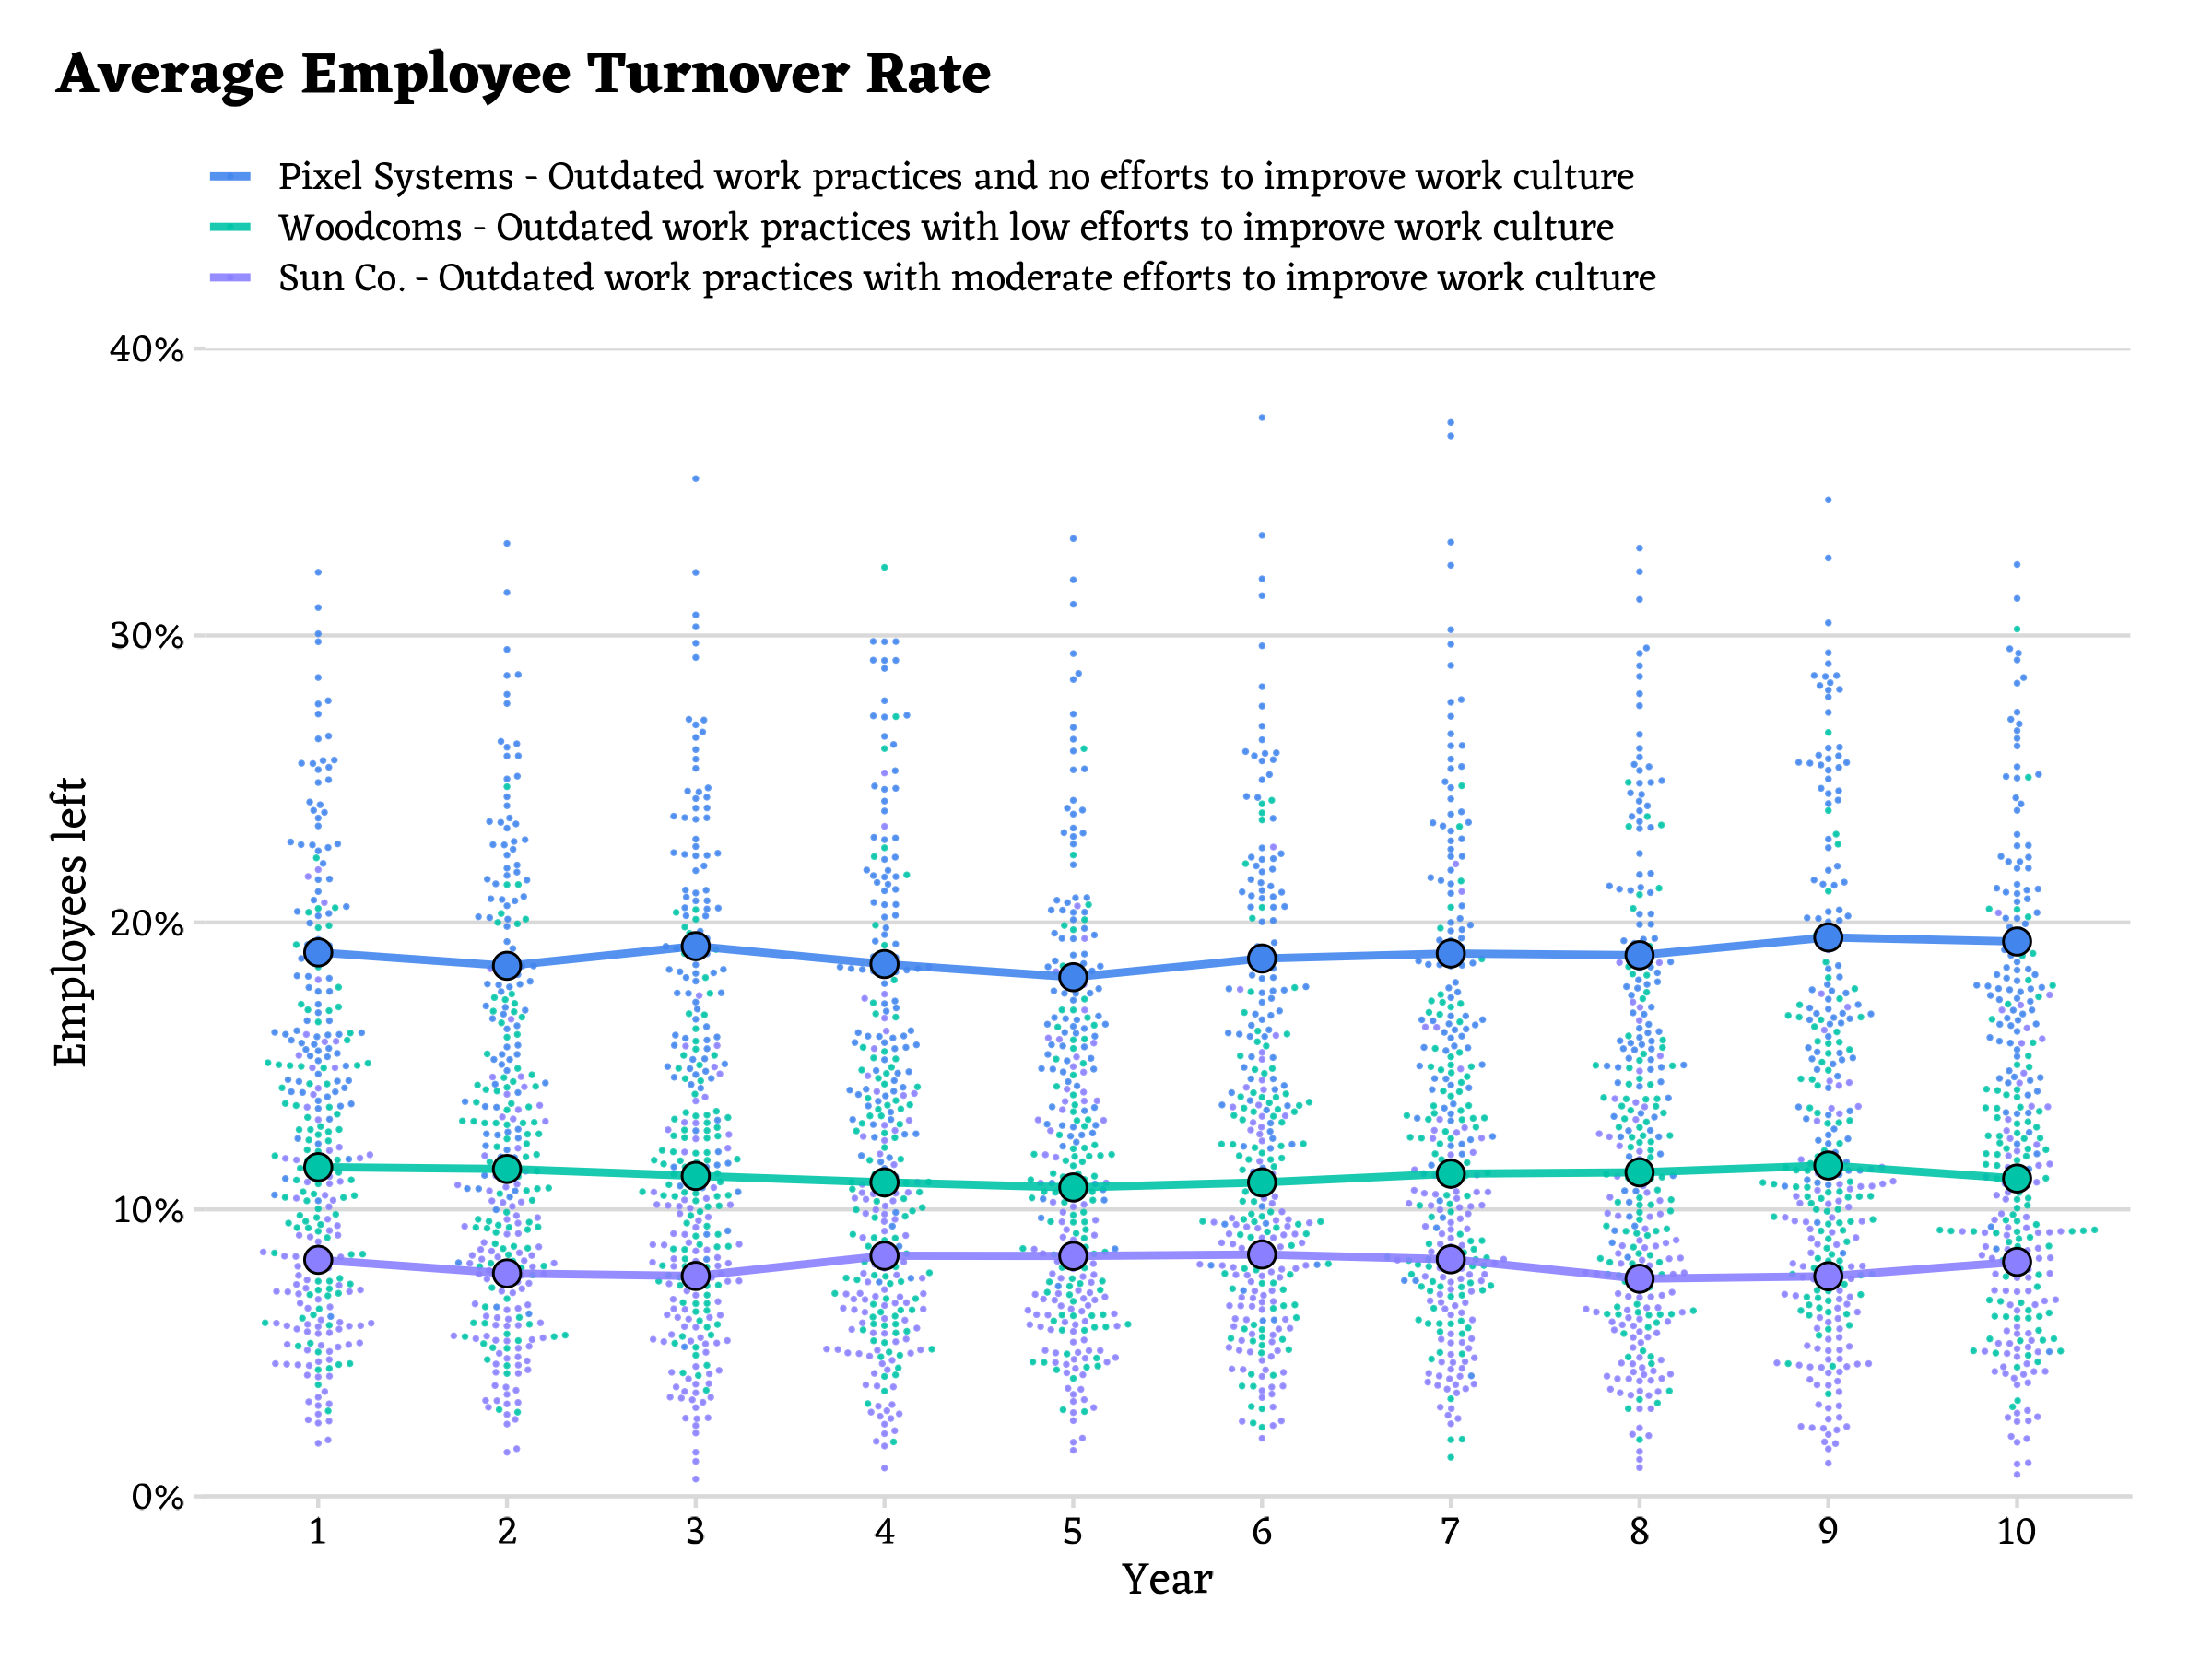 Average Employee Turnover Rate
Pixel Systems - Outdated work practices and no efforts to improve work culture
Woodcoms - Outdated work practices with low efforts to improve work culture
Sun Co. - Outdated work practices with moderate efforts to improve work culture
40%
30%
20%
10%
0%
Employees left
1 2 3 4 5 6 7 8 9 10
Year